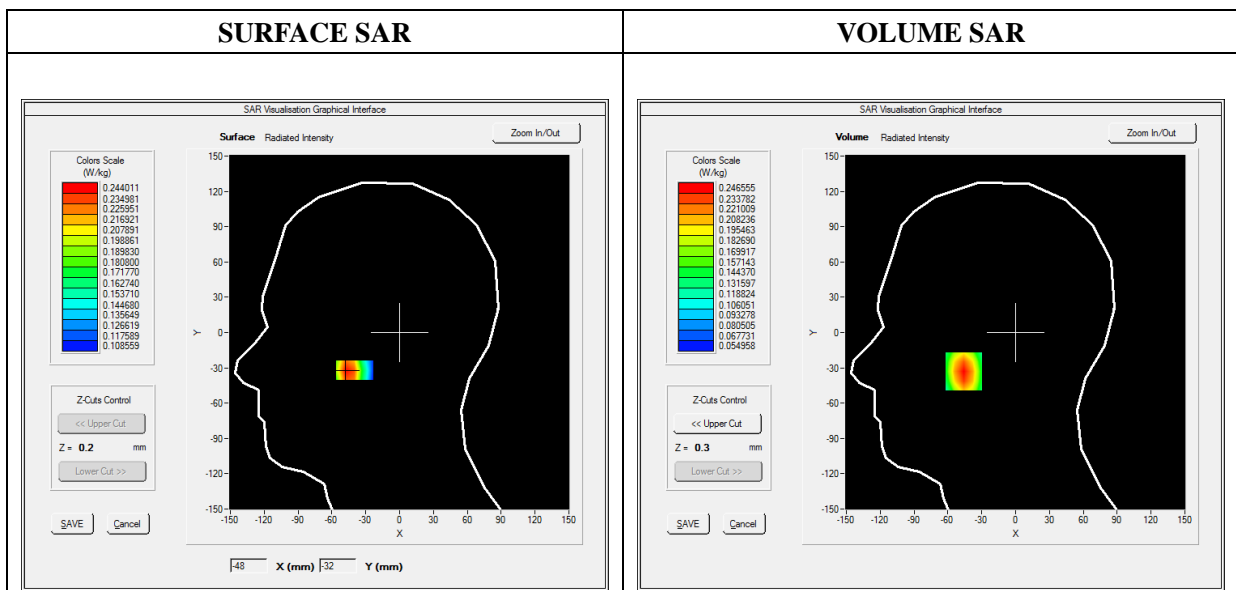 SURFACE SAR
VOLUME SAR
SAR Visualisation Graphical Interface
Surface Radiated Intensity
Zoom In/Out
Colors Scale
(W/kg)
0.244011
0.234981
0.225951
0.216921
0.207891
0.198861
0.189830
0.180800
0.171770
0.162740
0.153710
0.144680
0.135649
0.126619
0.117589
0.108559
Z-Cuts Control
<< Upper Cut
Z = 0.2 mm
Lower Cut >>
SAVE Cancel
150
120
90
60
30
0
-30
-60
-90
-120
-150
Y
-150 -120 -90 -60 -30 0 30 60 90 120 150
X
-48 X (mm) -32 Y (mm)
SAR Visualisation Graphical Interface
Volume Radiated Intensity
Zoom In/Out
Colors Scale
(W/kg)
0.246555
0.233782
0.221009
0.208236
0.195463
0.182690
0.169917
0.157143
0.144370
0.131597
0.118824
0.106051
0.093278
0.080505
0.067731
0.054958
Z-Cuts Control
<< Upper Cut
Z = 0.3 mm
Lower Cut >>
SAVE Cancel
150
120
90
60
30
0
-30
-60
-90
-120
-150
Y
-150 -120 -90 -60 -30 0 30 60 90 120 150
X